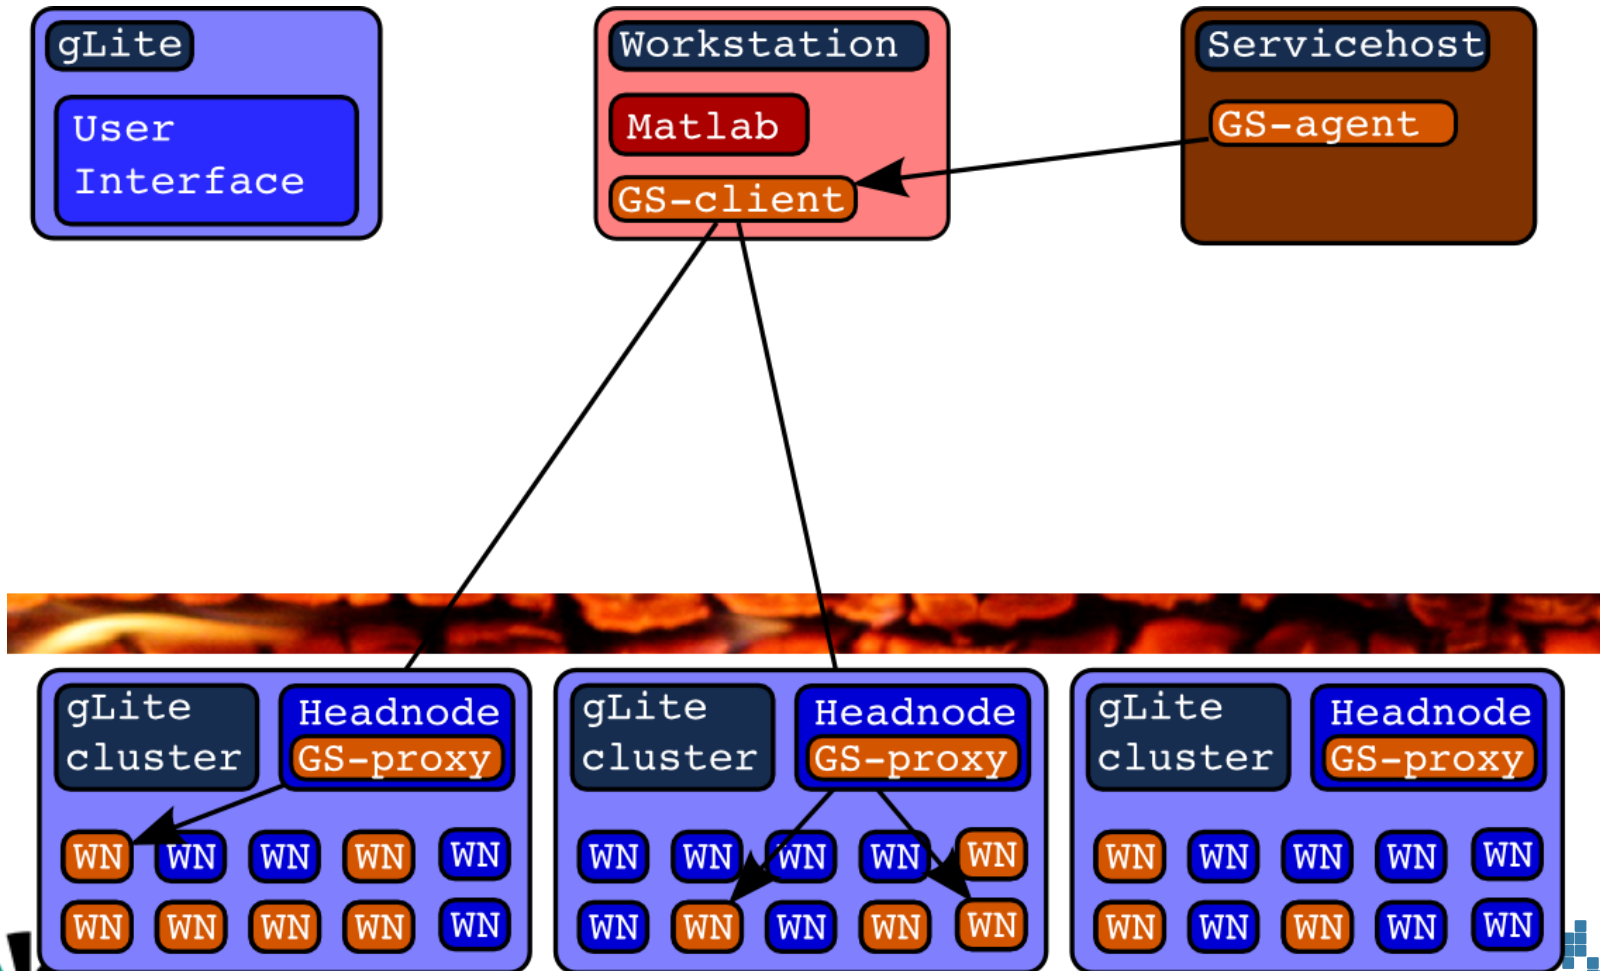 gLite
User
Interface
Workstation
Matlab
GS-client
Servicehost
GS-agent
gLite
cluster
Headnode
GS-proxy
WN WN WN WN WN
WN WN WN WN WN
gLite
cluster
Headnode
GS-proxy
WN WN WN WN WN
WN WN WN WN WN
gLite
cluster
Headnode
GS-proxy
WN WN WN WN WN
WN WN WN WN WN